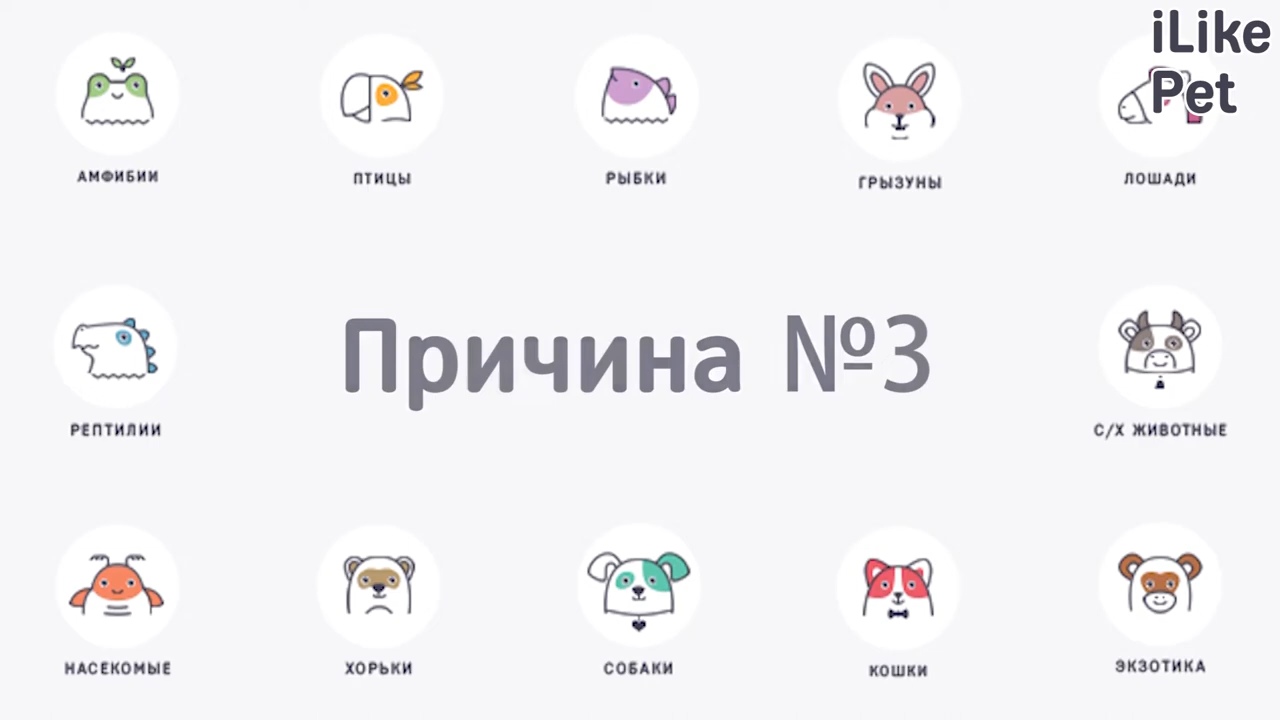 iLike
Pet
АМФИБИИ
ПТИЦЫ
РЫБКИ
ГРЫЗУНЫ
ЛОШАДИ
РЕПТИЛИИ
Причина №3
С/Х ЖИВОТНЫЕ
НАСЕКОМЫЕ
ХОРЬКИ
СОБАКИ
КОШКИ
ЭКЗОТИКА